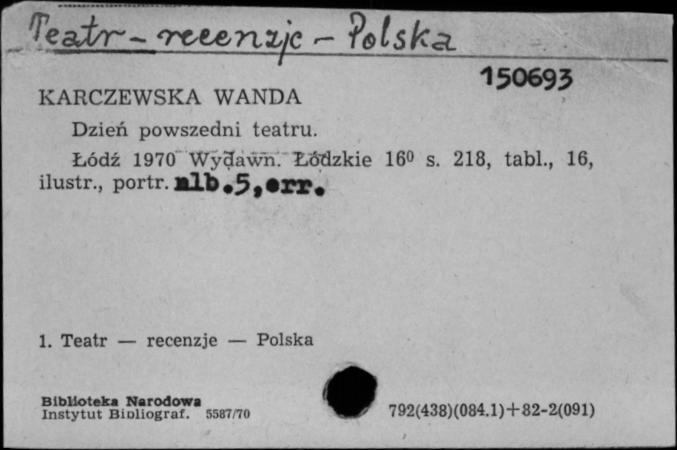 Teatr - recenzje - Polska
150693
KARCZEWSKA WANDA
Dzień powszedni teatru.
Łódź 1970 Wydawn. Łódzkie 16⁰ s. 218, tabl., 16,
ilustr., portr. nlb.5,err.
1. Teatr — recenzje — Polska
Biblioteka Narodowa
Instytut Bibliograf. 5587/70
792(438)(084.1)+82-2(091)